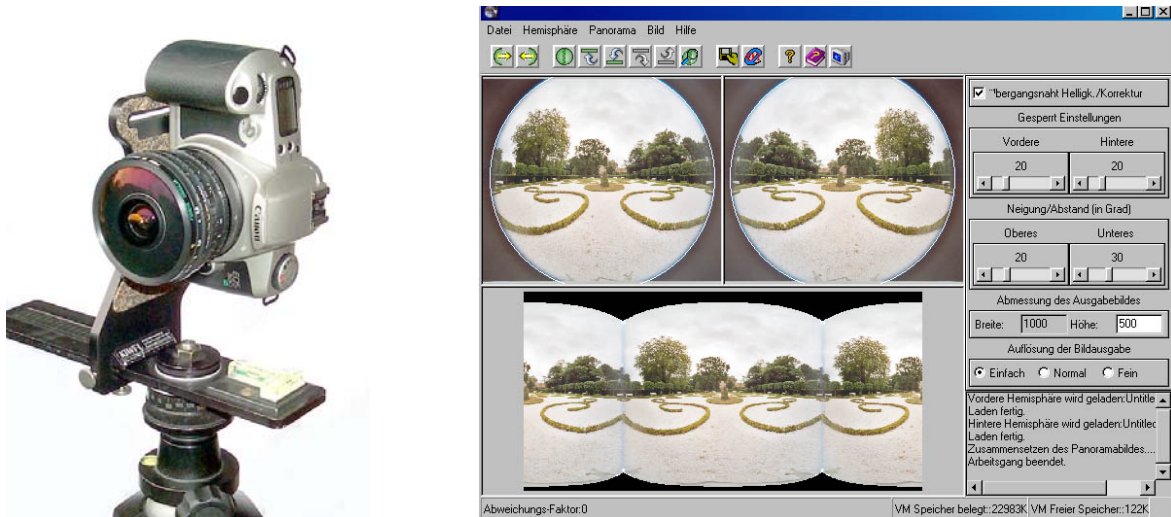 Canon
Datei Hemisphäre Panorama Bild Hilfe
"bergangsnaht Helligk./Korrektur
Gesperrt Einstellungen
Vordere Hintere
20 20
Neigung/Abstand (in Grad)
Oberes Unteres
20 30
Abmessung des Ausgabebildes
Breite: 1000 Höhe: 500
Auflösung der Bildausgabe
Einfach Normal Fein
Vordere Hemisphäre wird geladen:Untitle
Laden fertig.
Hintere Hemisphäre wird geladen:Untitlec
Laden fertig.
Zusammensetzen des Panoramabildes....
Arbeitsgang beendet.
Abweichungs-Faktor:0 VM Speicher belegt::22983K VM Freier Speicher::122K